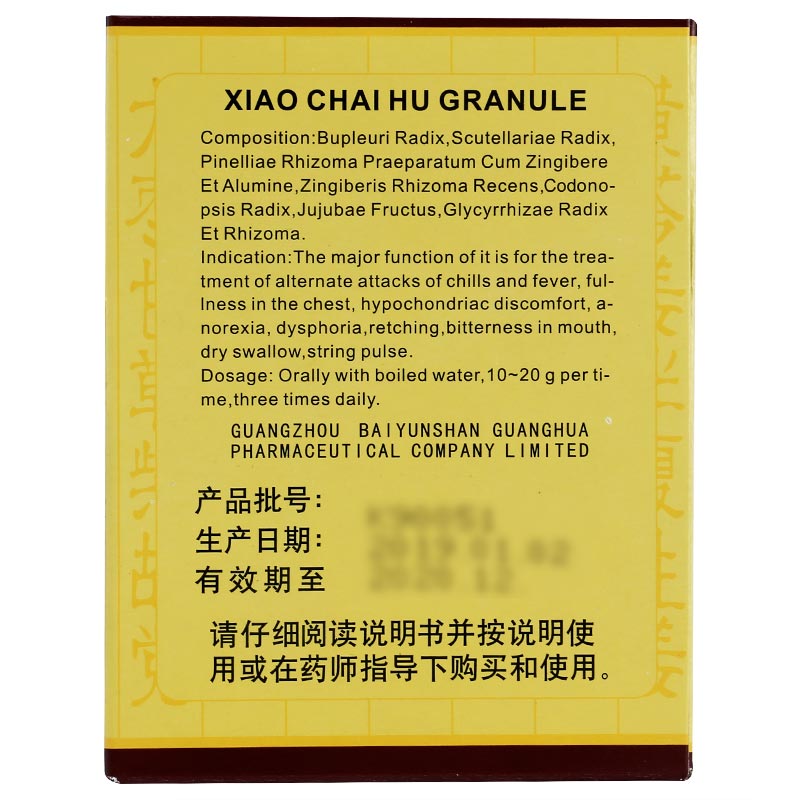 XIAO CHAI HU GRANULE
Composition:Bupleuri Radix,Scutellariae Radix,
Pinelliae Rhizoma Praeparatum Cum Zingibere
Et Alumine,Zingiberis Rhizoma Recens,Codono-
psis Radix,Jujubae Fructus,Glycyrrhizae Radix
Et Rhizoma.
Indication:The major function of it is for the trea-
tment of alternate attacks of chills and fever, ful-
lness in the chest, hypochondriac discomfort, a-
norexia, dysphoria,retching,bitterness in mouth,
dry swallow,string pulse.
Dosage: Orally with boiled water,10~20 g per ti-
me,three times daily.
GUANGZHOU BAIYUNSHAN GUANGHUA
PHARMACEUTICAL COMPANY LIMITED
产品批号:
生产日期:
有效期至
请仔细阅读说明书并按说明使
用或在药师指导下购买和使用。